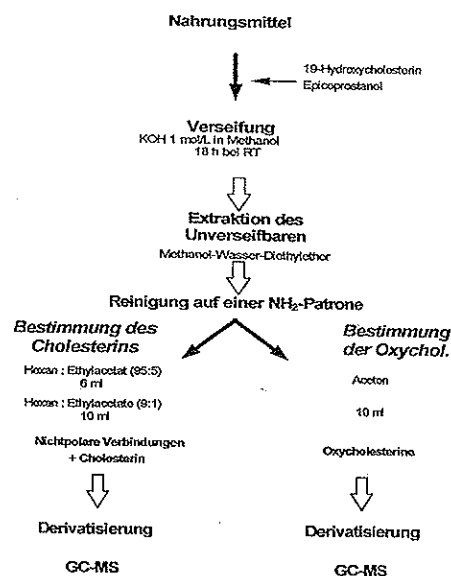 Nahrungsmittel
19-Hydroxycholesterin
Epicoprostanol
Verseifung
KOH 1 mol/L in Methanol
18 h bei RT
Extraktion des
Unverseifbaren
Methanol-Wasser-Diethylether
Reinigung auf einer NH₂-Patrone
Bestimmung des
Cholesterins
Hexan : Ethylacetat (95:5)
6 ml
Hexan : Ethylacetate (9:1)
10 ml
Nichtpolare Verbindungen
+ Cholesterin
Derivatisierung
GC-MS
Bestimmung
der Oxychol.
Aceton
10 ml
Oxycholesterine
Derivatisierung
GC-MS